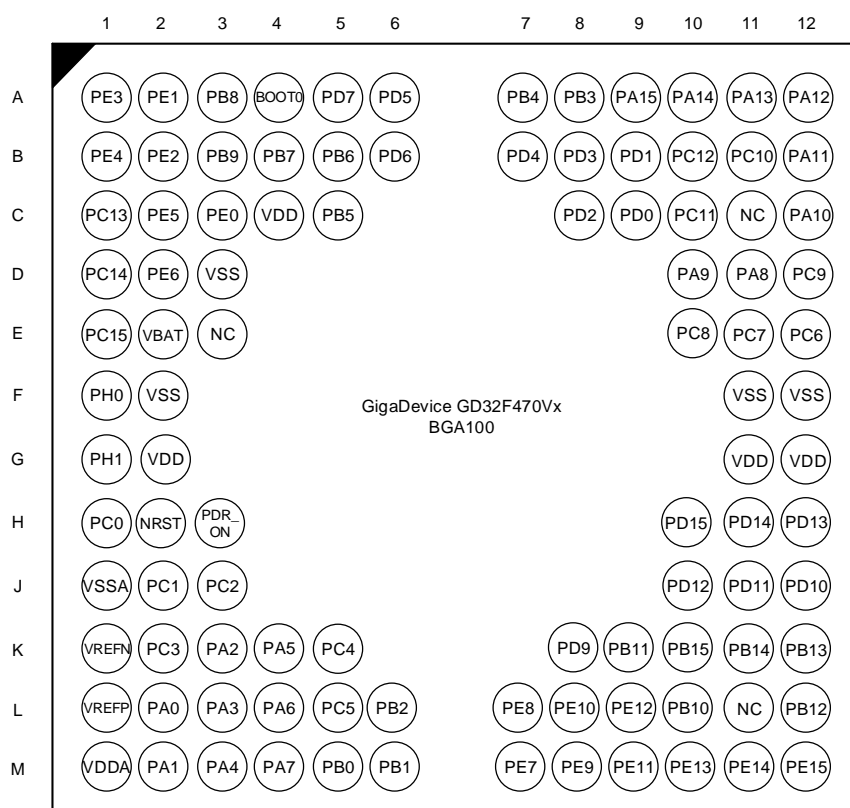 1 2 3 4 5 6 7 8 9 10 11 12
A PE3 PE1 PB8 BOOT0 PD7 PD5 PB4 PB3 PA15 PA14 PA13 PA12
B PE4 PE2 PB9 PB7 PB6 PD6 PD4 PD3 PD1 PC12 PC10 PA11
C PC13 PE5 PE0 VDD PB5 PD2 PD0 PC11 NC PA10
D PC14 PE6 VSS PA9 PA8 PC9
E PC15 VBAT NC PC8 PC7 PC6
F PH0 VSS VSS VSS
GigaDevice GD32F470Vx
BGA100
G PH1 VDD VDD VDD
H PC0 NRST PDR_
ON PD15 PD14 PD13
J VSSA PC1 PC2 PD12 PD11 PD10
K VREFN PC3 PA2 PA5 PC4 PD9 PB11 PB15 PB14 PB13
L VREFP PA0 PA3 PA6 PC5 PB2 PE8 PE10 PE12 PB10 NC PB12
M VDDA PA1 PA4 PA7 PB0 PB1 PE7 PE9 PE11 PE13 PE14 PE15